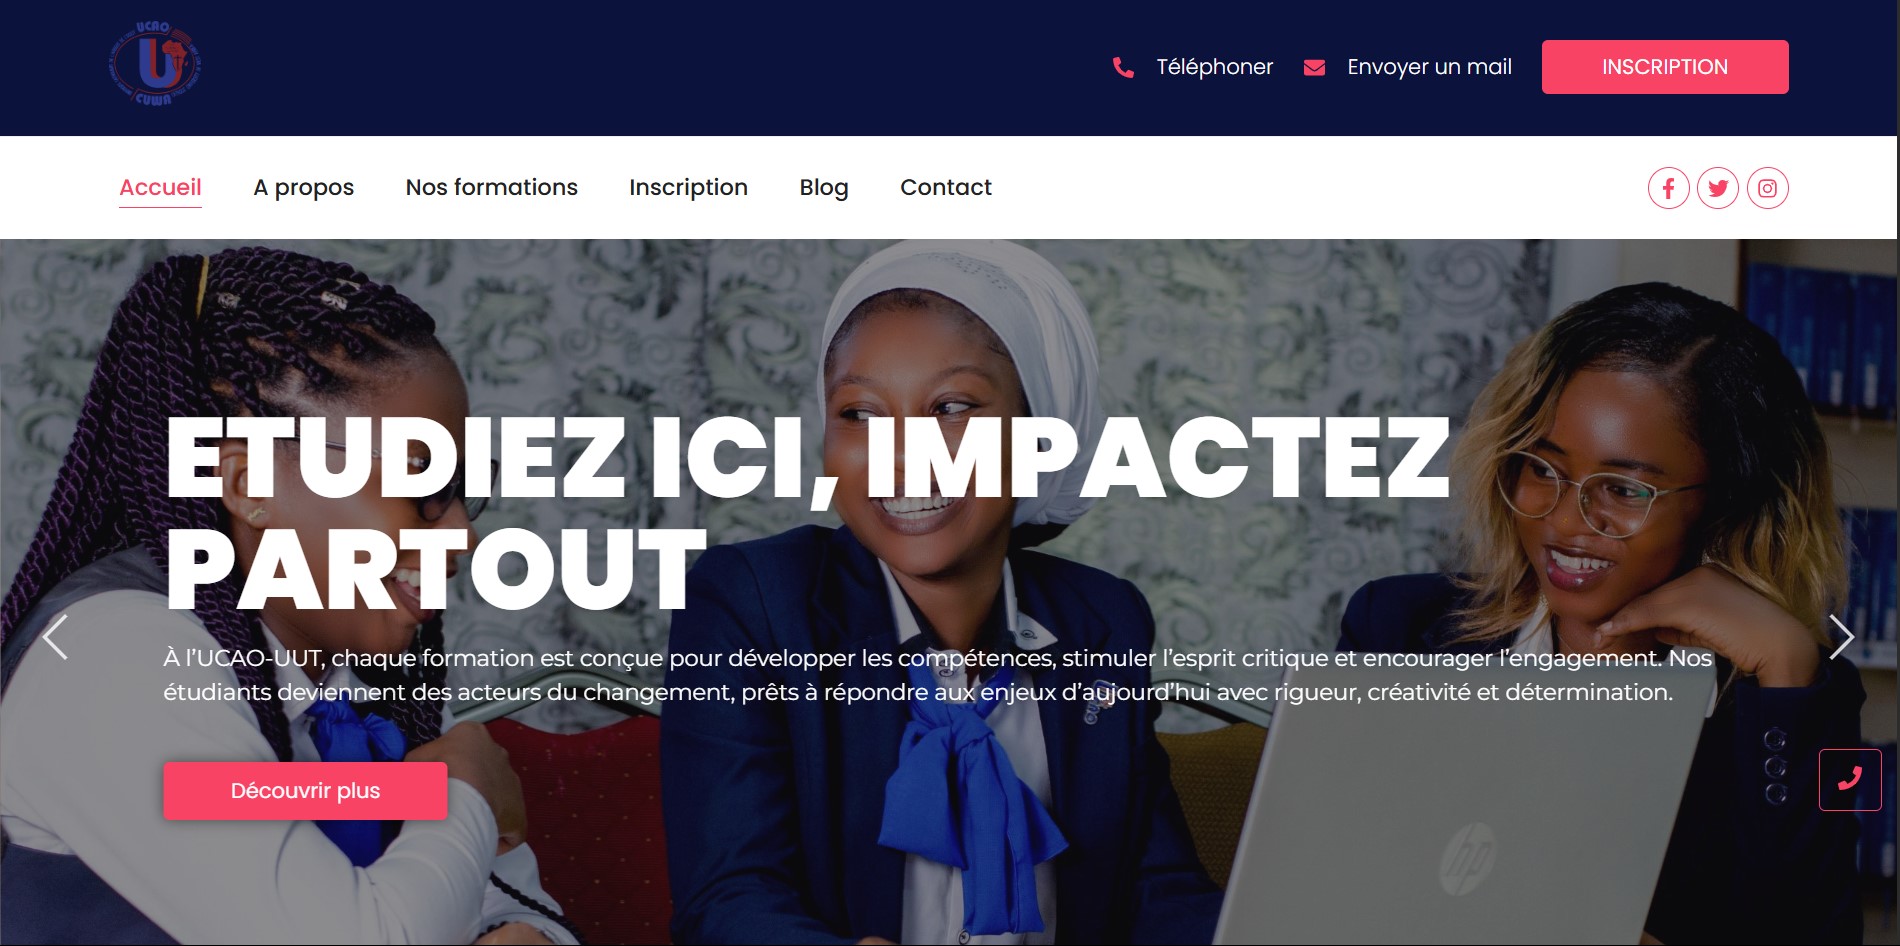 UCAO
CUWA
Téléphoner
Envoyer un mail
INSCRIPTION
Accueil
A propos
Nos formations
Inscription
Blog
Contact
ETUDIEZ ICI, IMPACTEZ
PARTOUT
À l’UCAO-UUT, chaque formation est conçue pour développer les compétences, stimuler l’esprit critique et encourager l’engagement. Nos
étudiants deviennent des acteurs du changement, prêts à répondre aux enjeux d’aujourd’hui avec rigueur, créativité et détermination.
Découvrir plus
hp